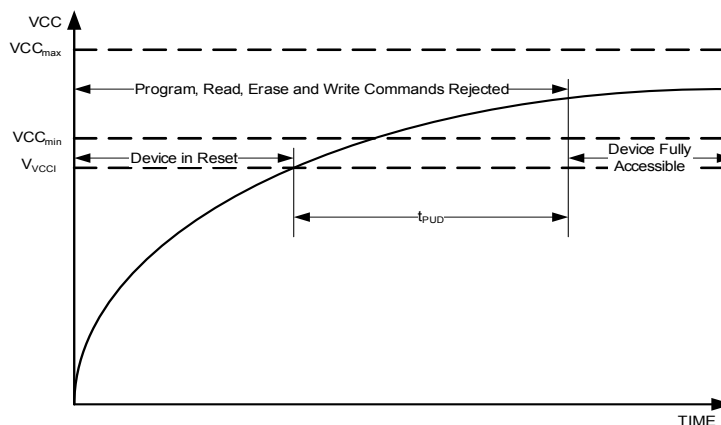 VCC
VCCmax
Program, Read, Erase and Write Commands Rejected
VCCmin
Device in Reset
Device Fully
Accessible
VVCCI
tPUD
TIME